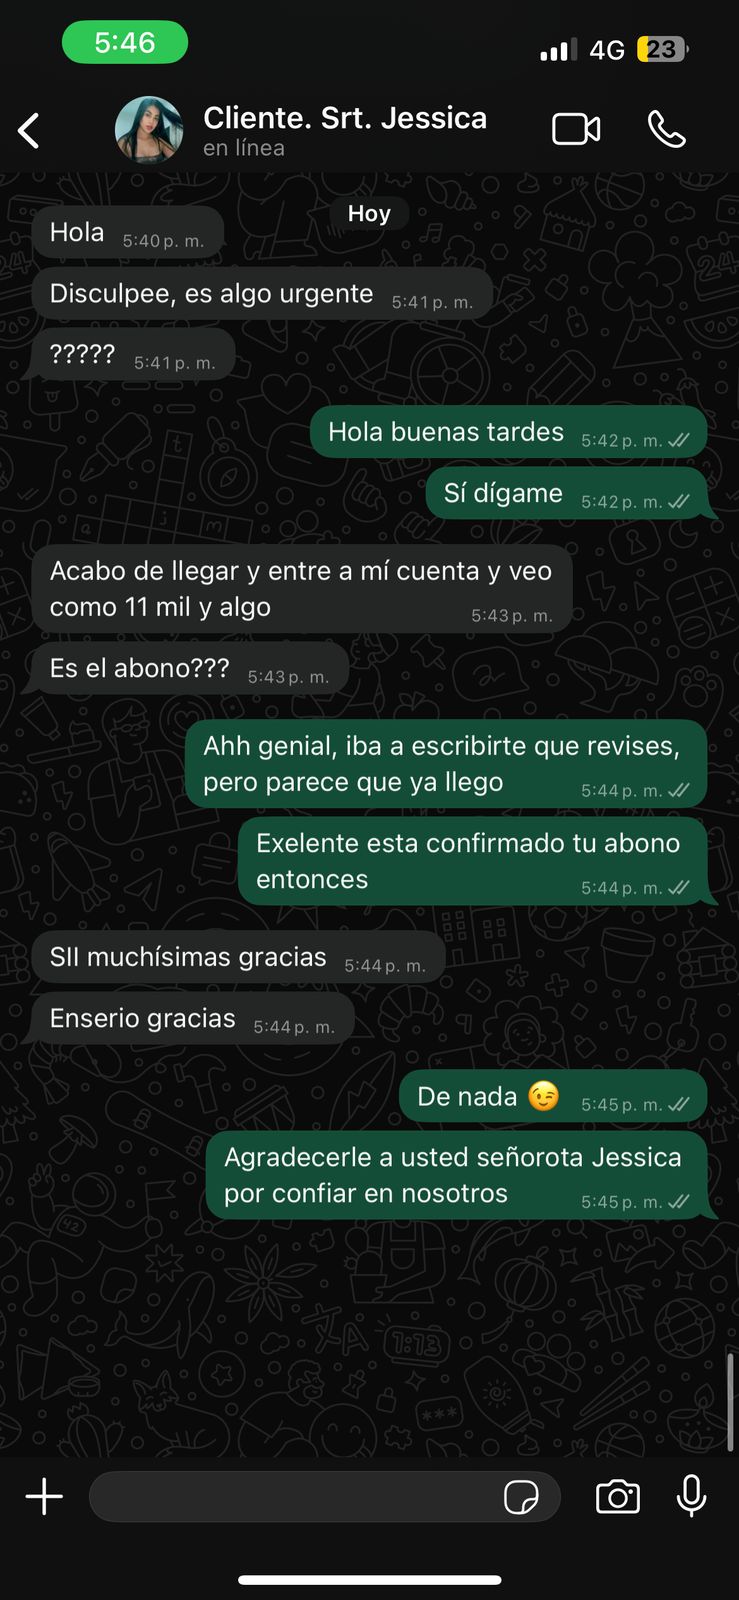 5:46
4G 23
Cliente. Srt. Jessica
en línea
Hoy
Hola 5:40 p. m.
Disculpee, es algo urgente 5:41 p. m.
????? 5:41 p. m.
Hola buenas tardes 5:42 p. m.
Sí dígame 5:42 p. m.
Acabo de llegar y entre a mí cuenta y veo
como 11 mil y algo 5:43 p. m.
Es el abono??? 5:43 p. m.
Ahh genial, iba a escribirte que revises,
pero parece que ya llego 5:44 p. m.
Exelente esta confirmado tu abono
entonces 5:44 p. m.
SII muchísimas gracias 5:44 p. m.
Enserio gracias 5:44 p. m.
De nada 😉 5:45 p. m.
Agradecerle a usted señorota Jessica
por confiar en nosotros 5:45 p. m.